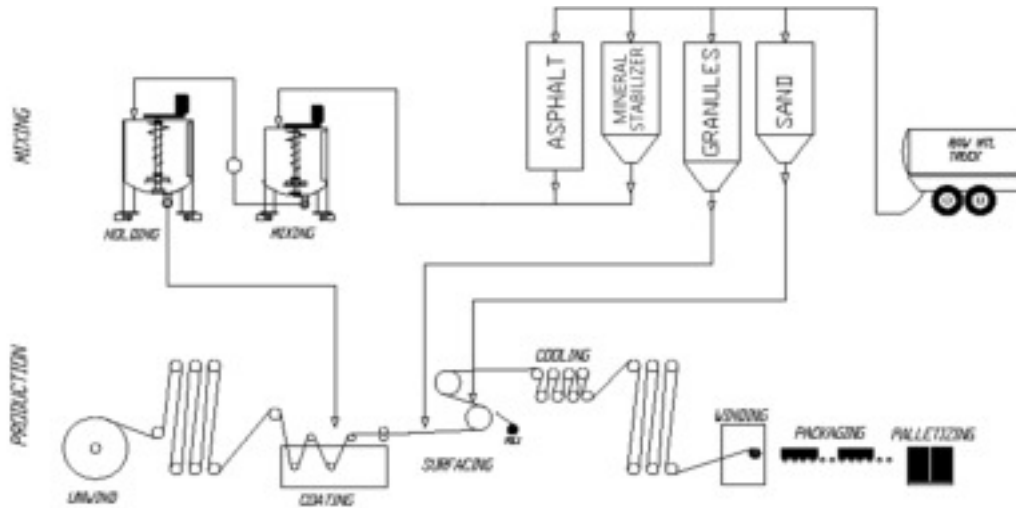 MIXING
ASPHALT
MINERAL
STABILIZER
GRANULES
SAND
RAW MTL
TRUCK
HOLDING
MIXING
PRODUCTION
COOLING
WINDING
PACKAGING
PALLETIZING
SURFACING
UNWIND
COATING